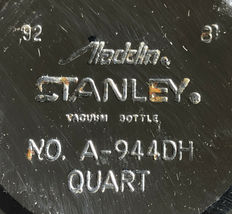 92 8
Aladdin.
STANLEY.
VACUUM BOTTLE
NO. A-944DH
QUART